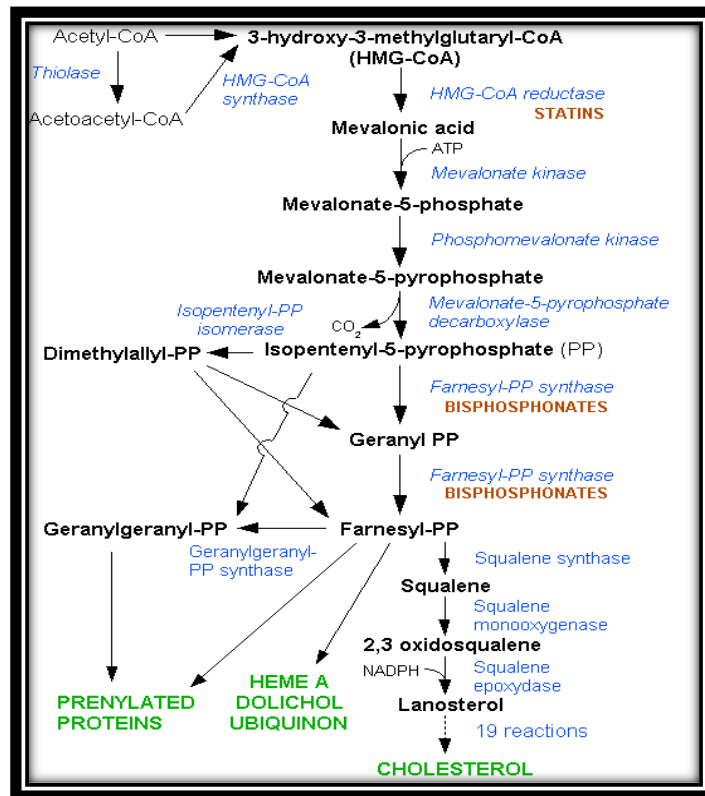 Acetyl-CoA
3-hydroxy-3-methylglutaryl-CoA
(HMG-CoA)
Thiolase
HMG-CoA
synthase
HMG-CoA reductase
STATINS
Acetoacetyl-CoA
Mevalonic acid
ATP
Mevalonate kinase
Mevalonate-5-phosphate
Phosphomevalonate kinase
Mevalonate-5-pyrophosphate
Isopentenyl-PP
isomerase
CO2
Mevalonate-5-pyrophosphate
decarboxylase
Dimethylallyl-PP
Isopentenyl-5-pyrophosphate (PP)
Farnesyl-PP synthase
BISPHOSPHONATES
Geranyl PP
Farnesyl-PP synthase
BISPHOSPHONATES
Geranylgeranyl-PP
Farnesyl-PP
Geranylgeranyl-
PP synthase
Squalene synthase
Squalene
Squalene
monooxygenase
2,3 oxidosqualene
NADPH
Squalene
epoxydase
Lanosterol
PRENYLATED
PROTEINS
HEME A
DOLICHOL
UBIQUINON
19 reactions
CHOLESTEROL